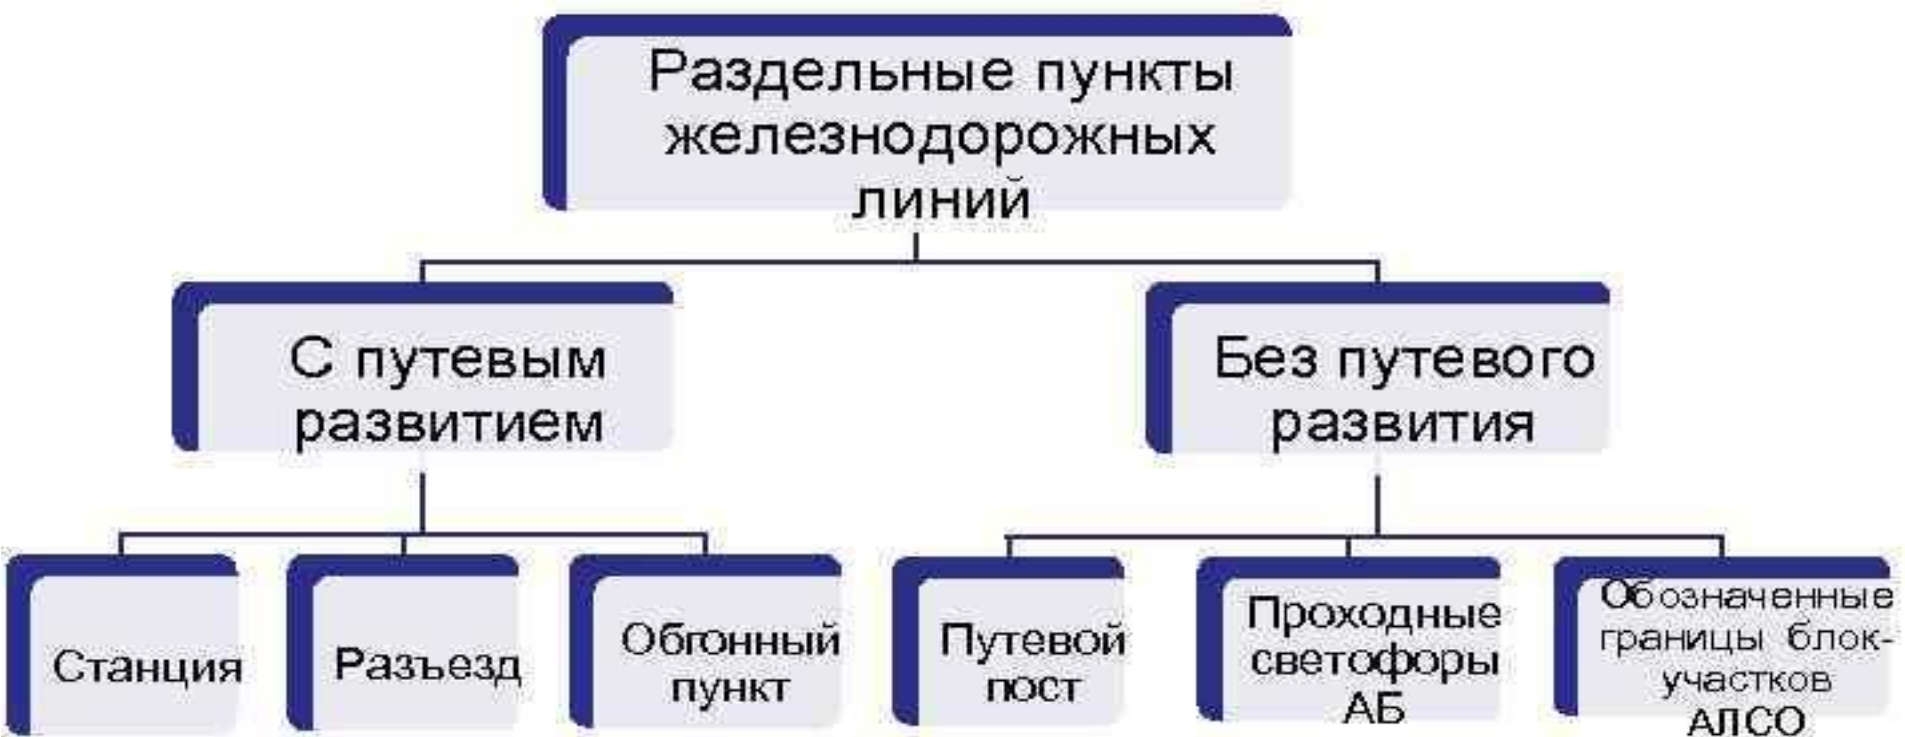 Раздельные пункты
железнодорожных
линий
С путевым
развитием
Без путевого
развития
Станция
Разъезд
Обгонный
пункт
Путевой
пост
Проходные
светофоры
АБ
Обозначенные
границы блок-
участков
АЛСО